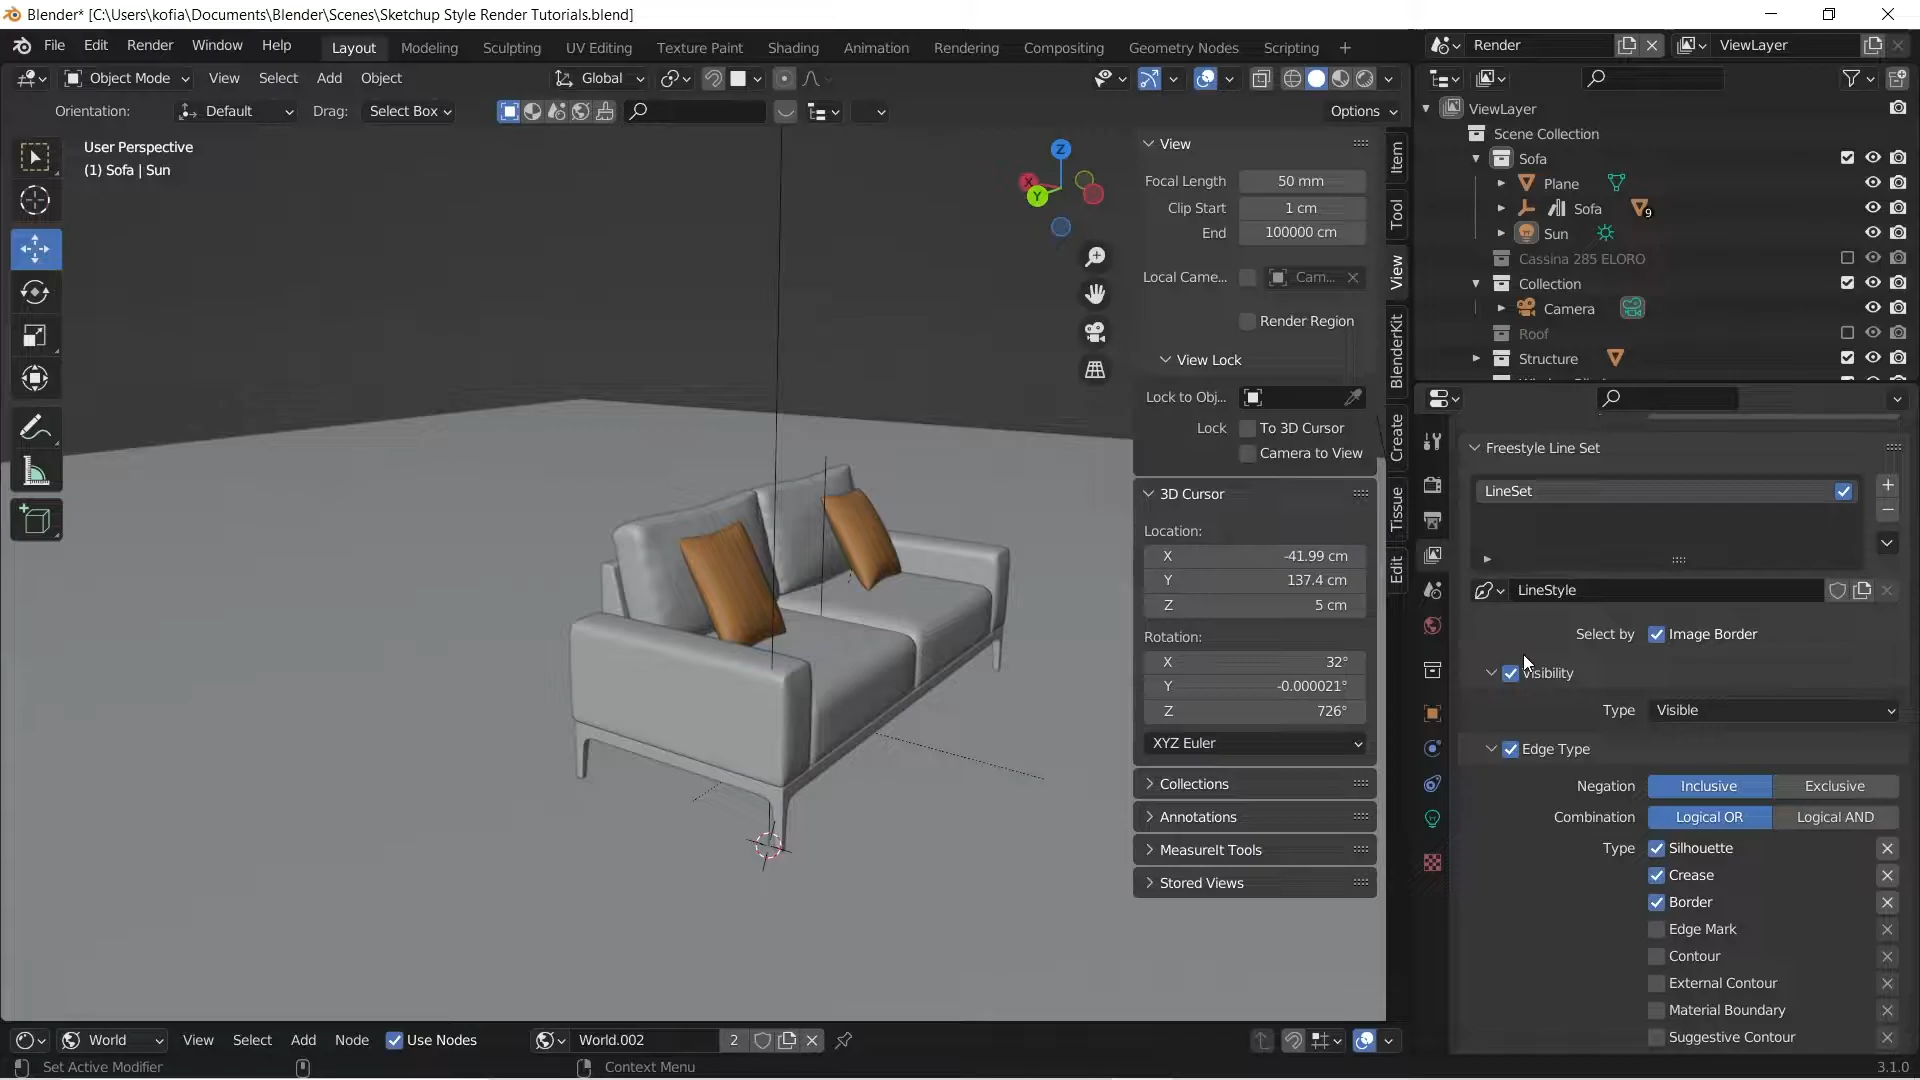 Blender* [C:\Users\kofia\Documents\Blender\Scenes\Sketchup Style Render Tutorials.blend]
File Edit Render Window Help Layout Modeling Sculpting UV Editing Texture Paint Shading Animation Rendering Compositing Geometry Nodes Scripting + Render ViewLayer
Object Mode View Select Add Object Global
Orientation: Default Drag: Select Box Options
User Perspective
(1) Sofa | Sun
Z
X
Y
View
Focal Length 50 mm
Clip Start 1 cm
End 100000 cm
Local Came... Cam...
Render Region
View Lock
Lock to Obj...
Lock To 3D Cursor
Camera to View
3D Cursor
Location:
X -41.99 cm
Y 137.4 cm
Z 5 cm
Rotation:
X 32°
Y -0.000021°
Z 726°
XYZ Euler
Collections
Annotations
MeasureIt Tools
Stored Views
Item
Tool
View
BlenderKit
Create
Tissue
Edit
ViewLayer
Scene Collection
Sofa
Plane
Sofa 9
Sun
Cassina 285 ELORO
Collection
Camera
Roof
Structure
Freestyle Line Set
LineSet
LineStyle
Select by Image Border
Visibility
Type Visible
Edge Type
Negation Inclusive Exclusive
Combination Logical OR Logical AND
Type Silhouette
Crease
Border
Edge Mark
Contour
External Contour
Material Boundary
Suggestive Contour
World View Select Add Node Use Nodes World.002 2
Set Active Modifier Context Menu 3.1.0